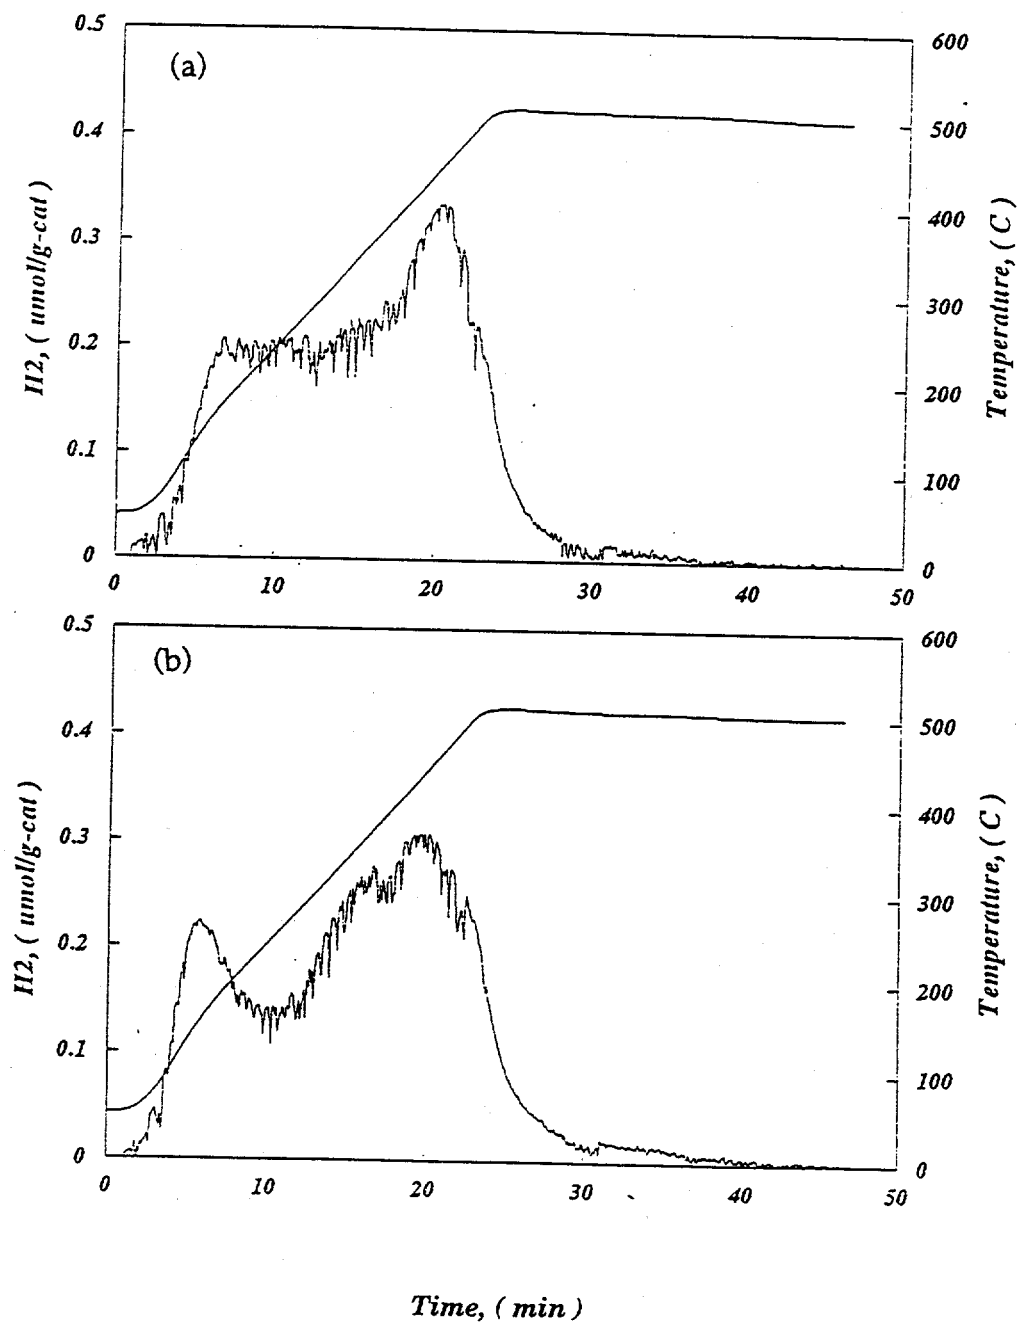 (a)
0.5
0.4
0.3
0.2
0.1
0
H2, ( umol/g-cat)
600
500
400
300
200
100
0
Temperature, ( C )
0 10 20 30 40 50
(b)
0.5
0.4
0.3
0.2
0.1
0
H2, ( umol/g-cat )
600
500
400
300
200
100
0
Temperature, ( C )
0 10 20 30 40 50
Time, ( min )